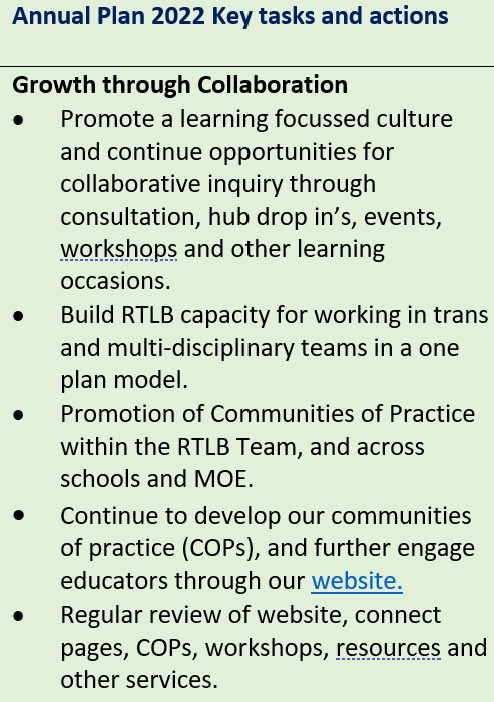 Annual Plan 2022 Key tasks and actions
Growth through Collaboration
• Promote a learning focussed culture
and continue opportunities for
collaborative inquiry through
consultation, hub drop in's, events,
workshops and other learning
occasions.
• Build RTLB capacity for working in trans
and multi-disciplinary teams in a one
plan model.
• Promotion of Communities of Practice
within the RTLB Team, and across
schools and MOE.
• Continue to develop our communities
of practice (COPs), and further engage
educators through our website.
• Regular review of website, connect
pages, COPs, workshops, resources and
other services.